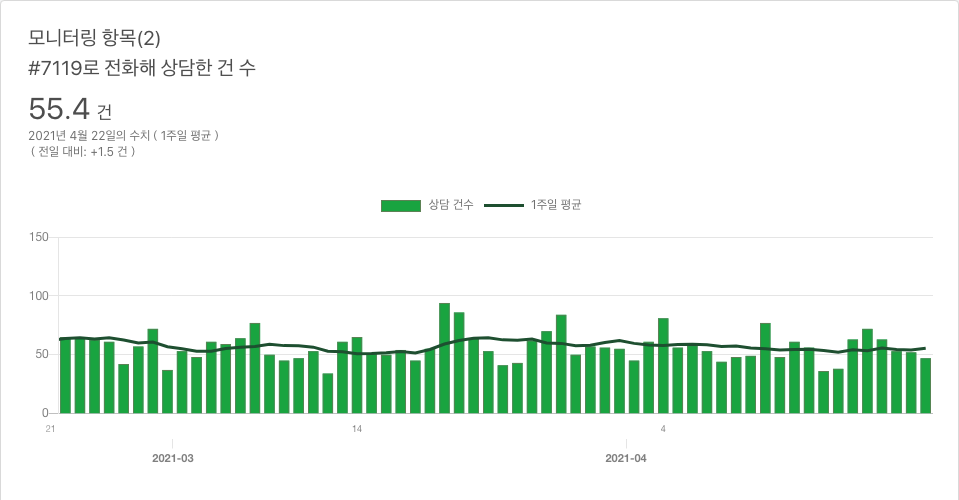 모니터링 항목(2)
#7119로 전화해 상담한 건 수
55.4 건
2021년 4월 22일의 수치 ( 1주일 평균 )
( 전일 대비: +1.5 건 )
상담 건수 1주일 평균
150
100
50
0
21 14 4
2021-03 2021-04